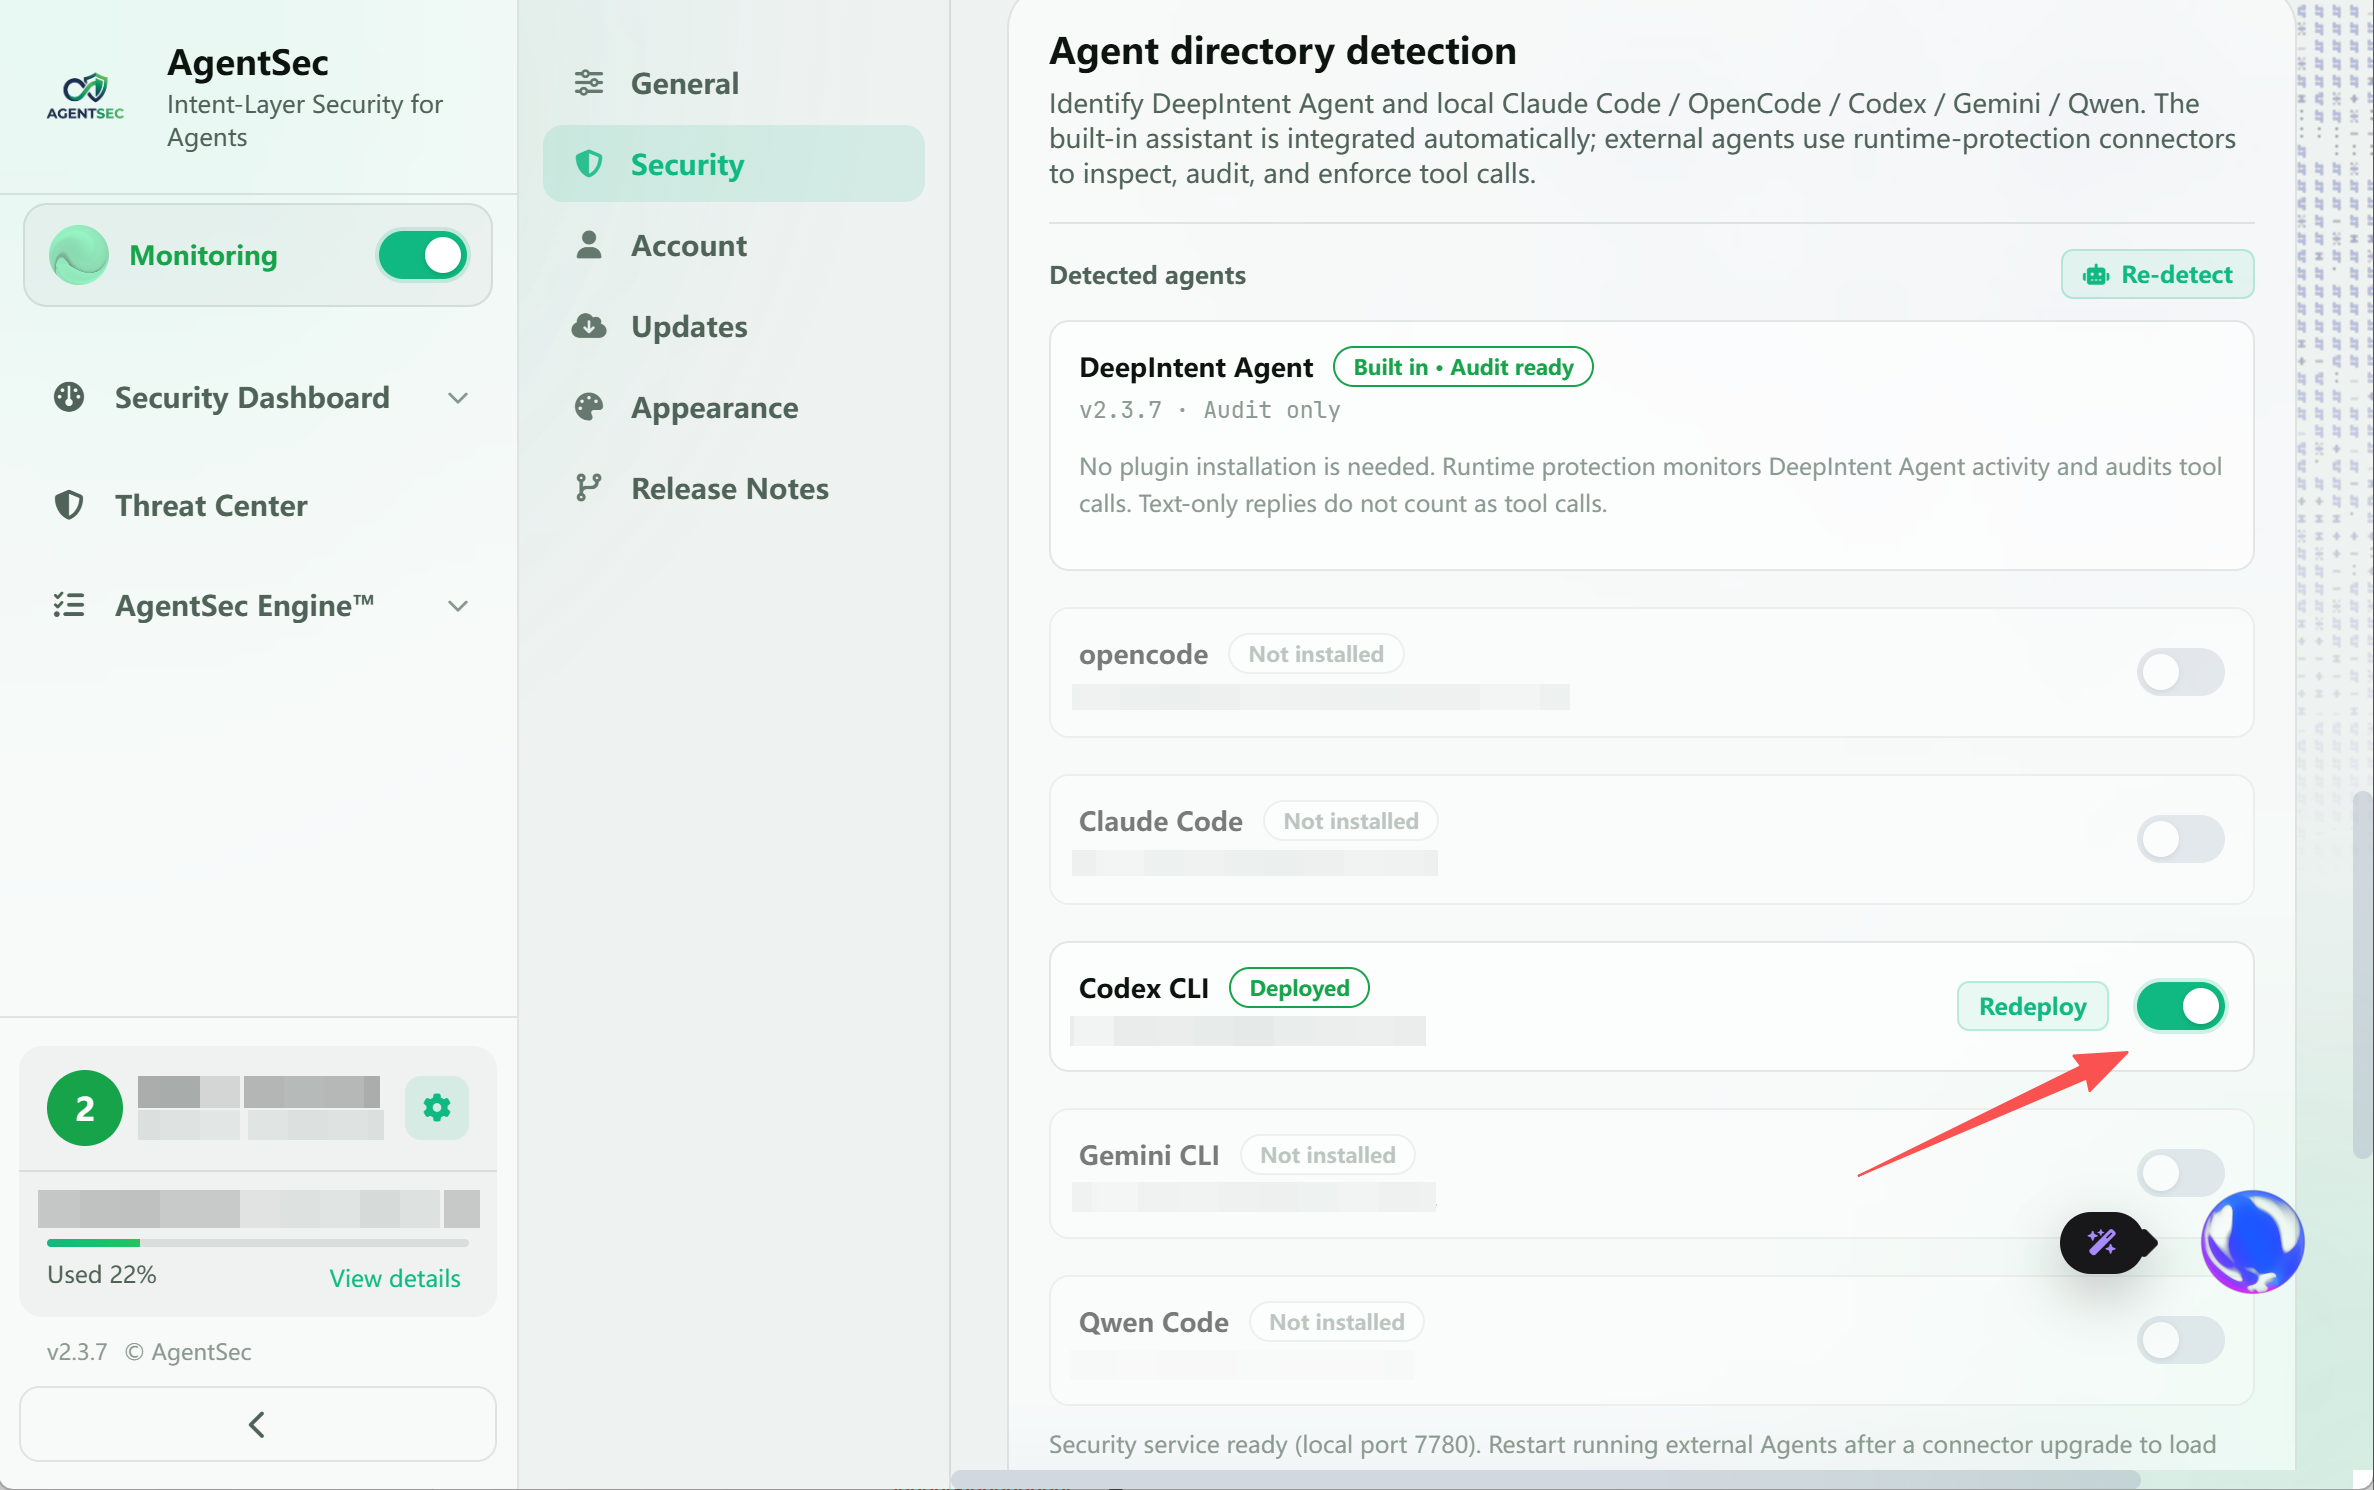 AgentSec
Intent-Layer Security for
Agents
AGENTSEC
Monitoring
Security Dashboard
Threat Center
AgentSec Engine™
2
Used 22%
View details
v2.3.7 © AgentSec
General
Security
Account
Updates
Appearance
Release Notes
Agent directory detection
Identify DeepIntent Agent and local Claude Code / OpenCode / Codex / Gemini / Qwen. The
built-in assistant is integrated automatically; external agents use runtime-protection connectors
to inspect, audit, and enforce tool calls.
Detected agents
Re-detect
DeepIntent Agent
Built in • Audit ready
v2.3.7 · Audit only
No plugin installation is needed. Runtime protection monitors DeepIntent Agent activity and audits tool
calls. Text-only replies do not count as tool calls.
opencode
Not installed
Claude Code
Not installed
Codex CLI
Deployed
Redeploy
Gemini CLI
Not installed
Qwen Code
Not installed
Security service ready (local port 7780). Restart running external Agents after a connector upgrade to load